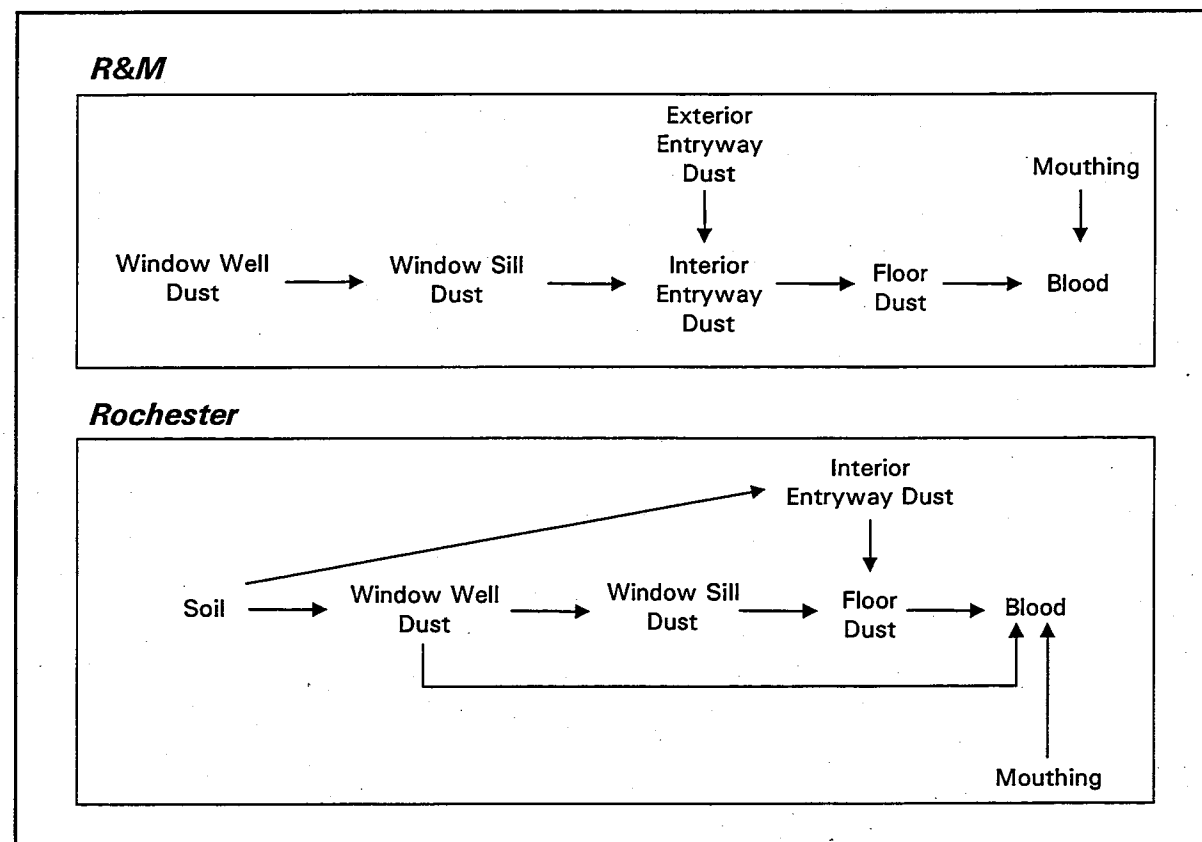 R&M
Exterior
Entryway
Dust
Mouthing
Window Well
Dust
Window Sill
Dust
Interior
Entryway
Dust
Floor
Dust
Blood
Rochester
Interior
Entryway Dust
Soil
Window Well
Dust
Window Sill
Dust
Floor
Dust
Blood
Mouthing